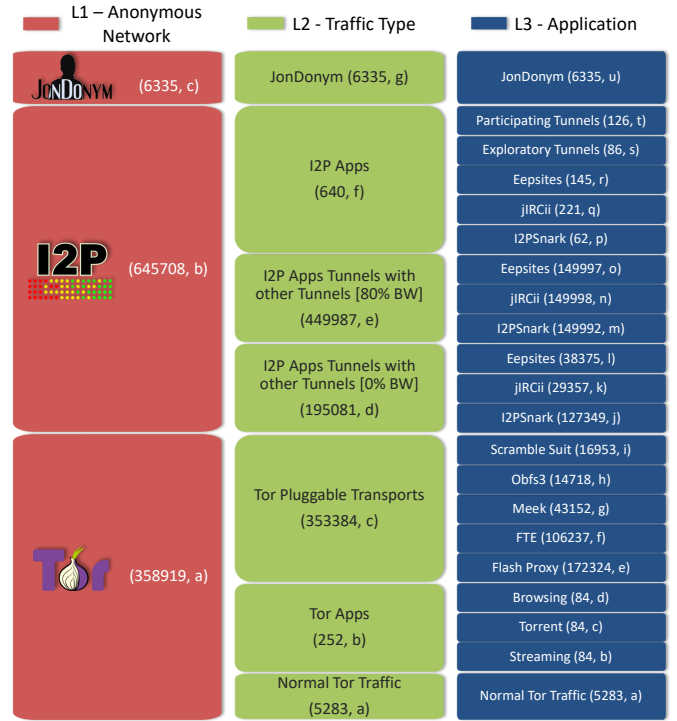 L1 – Anonymous
Network
L2 - Traffic Type
L3 - Application
JONDONYM
(6335, c)
JonDonym (6335, g)
JonDonym (6335, u)
I2P
(645708, b)
I2P Apps
(640, f)
Participating Tunnels (126, t)
Exploratory Tunnels (86, s)
Eepsites (145, r)
jIRCii (221, q)
I2PSnark (62, p)
I2P Apps Tunnels with
other Tunnels [80% BW]
(449987, e)
Eepsites (149997, o)
jIRCii (149998, n)
I2PSnark (149992, m)
I2P Apps Tunnels with
other Tunnels [0% BW]
(195081, d)
Eepsites (38375, l)
jIRCii (29357, k)
I2PSnark (127349, j)
Tor
(358919, a)
Tor Pluggable Transports
(353384, c)
Scramble Suit (16953, i)
Obfs3 (14718, h)
Meek (43152, g)
FTE (106237, f)
Flash Proxy (172324, e)
Tor Apps
(252, b)
Browsing (84, d)
Torrent (84, c)
Streaming (84, b)
Normal Tor Traffic
(5283, a)
Normal Tor Traffic (5283, a)